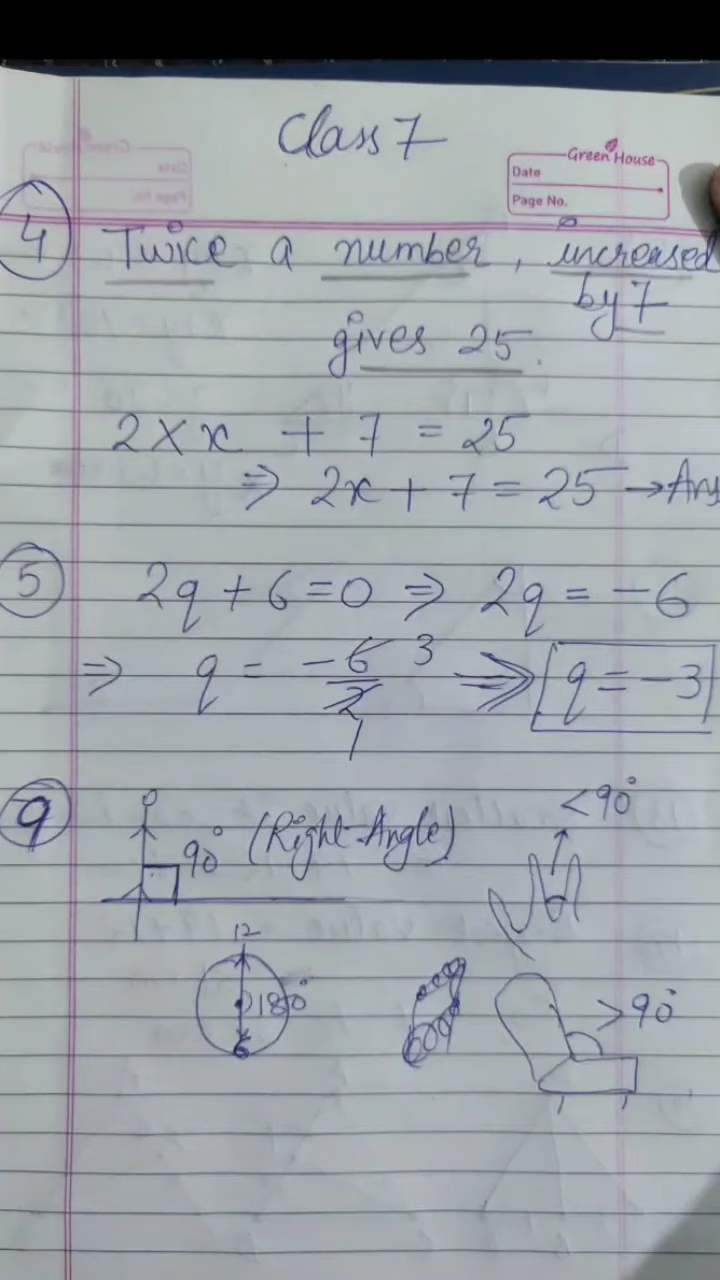 Class 7
Green House
Date
Page No.
4 Twice a number, increased
by 7
gives 25.
2 × x + 7 = 25
⇒ 2x + 7 = 25 → Ans
5 2q + 6 = 0 ⇒ 2q = -6
⇒ q = -6/2 3 1 ⇒ q = -3
9 90° (Right-Angle) <90°
12
180° >90°
6